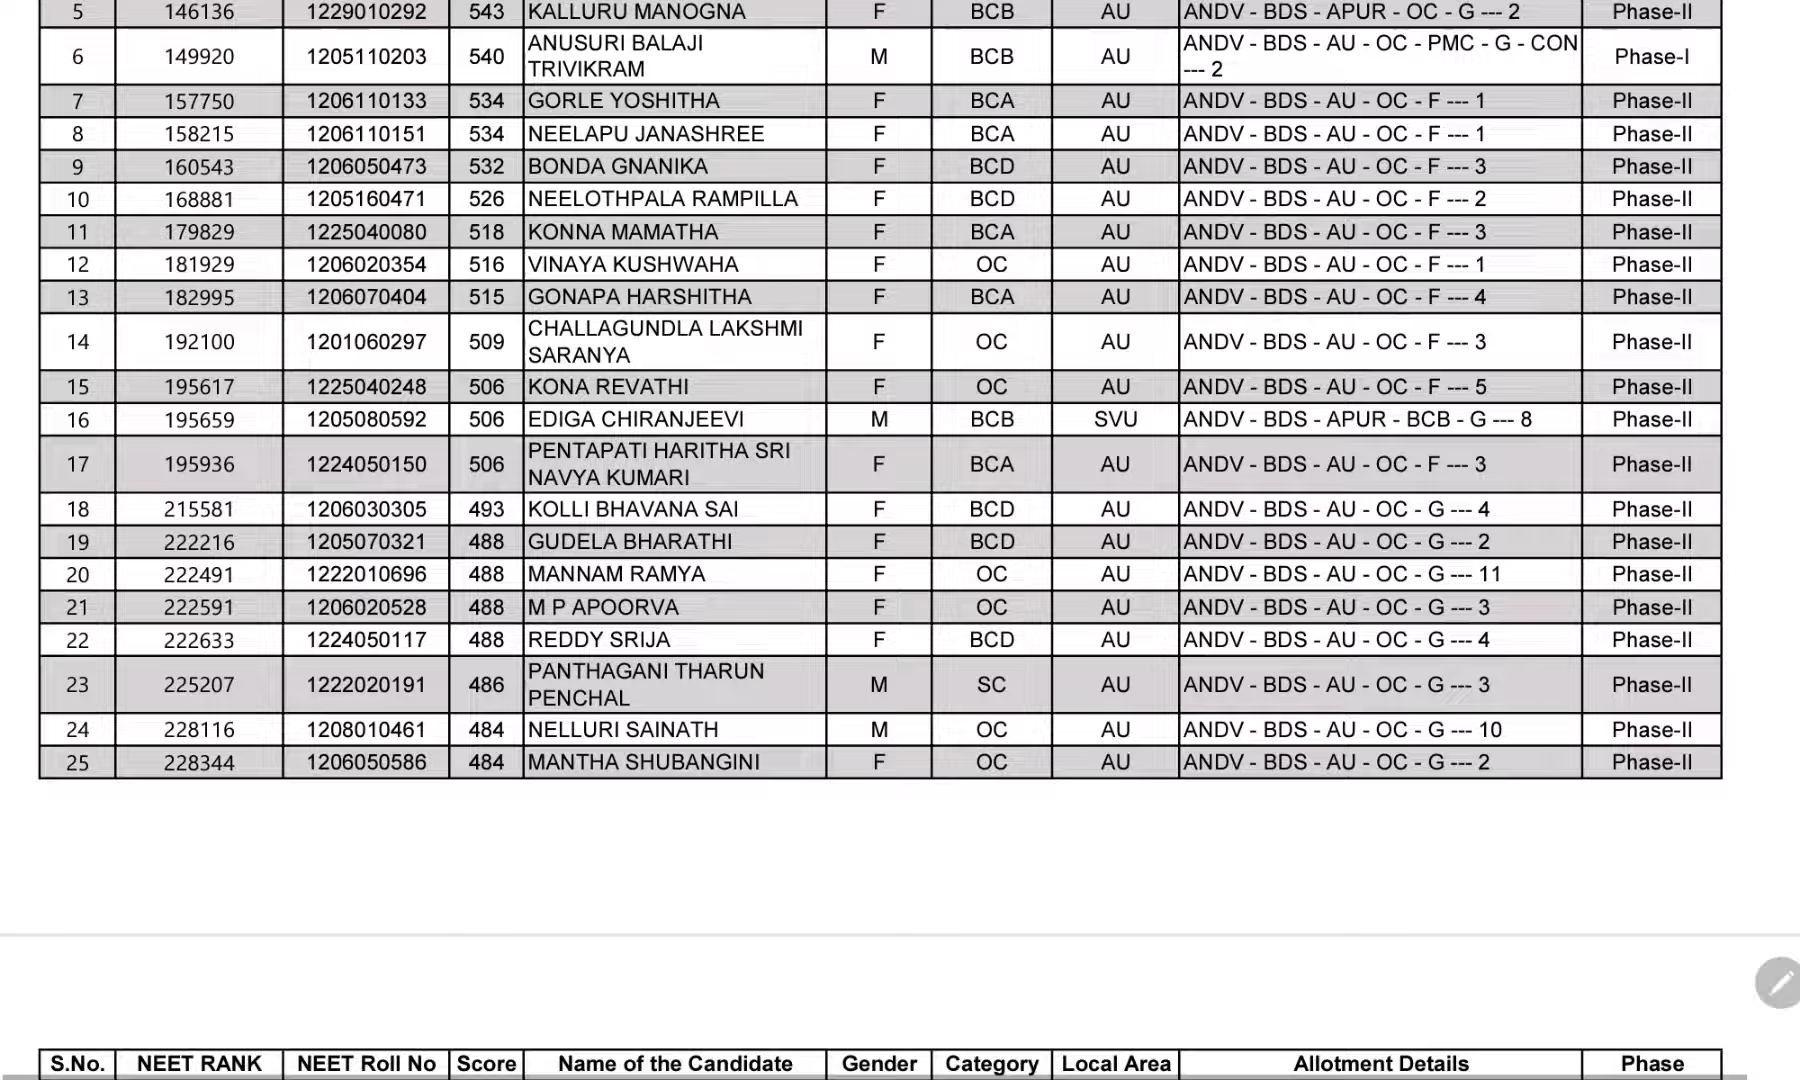 5 146136 1229010292 543 KALLURU MANOGNA F BCB AU ANDV - BDS - APUR - OC - G --- 2 Phase-II
6 149920 1205110203 540 ANUSURI BALAJI TRIVIKRAM M BCB AU ANDV - BDS - AU - OC - PMC - G - CON --- 2 Phase-I
7 157750 1206110133 534 GORLE YOSHITHA F BCA AU ANDV - BDS - AU - OC - F --- 1 Phase-II
8 158215 1206110151 534 NEELAPU JANASHREE F BCA AU ANDV - BDS - AU - OC - F --- 1 Phase-II
9 160543 1206050473 532 BONDA GNANIKA F BCD AU ANDV - BDS - AU - OC - F --- 3 Phase-II
10 168881 1205160471 526 NEELOTHPALA RAMPILLA F BCD AU ANDV - BDS - AU - OC - F --- 2 Phase-II
11 179829 1225040080 518 KONNA MAMATHA F BCA AU ANDV - BDS - AU - OC - F --- 3 Phase-II
12 181929 1206020354 516 VINAYA KUSHWAHA F OC AU ANDV - BDS - AU - OC - F --- 1 Phase-II
13 182995 1206070404 515 GONAPA HARSHITHA F BCA AU ANDV - BDS - AU - OC - F --- 4 Phase-II
14 192100 1201060297 509 CHALLAGUNDLA LAKSHMI SARANYA F OC AU ANDV - BDS - AU - OC - F --- 3 Phase-II
15 195617 1225040248 506 KONA REVATHI F OC AU ANDV - BDS - AU - OC - F --- 5 Phase-II
16 195659 1205080592 506 EDIGA CHIRANJEEVI M BCB SVU ANDV - BDS - APUR - BCB - G --- 8 Phase-II
17 195936 1224050150 506 PENTAPATI HARITHA SRI NAVYA KUMARI F BCA AU ANDV - BDS - AU - OC - F --- 3 Phase-II
18 215581 1206030305 493 KOLLI BHAVANA SAI F BCD AU ANDV - BDS - AU - OC - G --- 4 Phase-II
19 222216 1205070321 488 GUDELA BHARATHI F BCD AU ANDV - BDS - AU - OC - G --- 2 Phase-II
20 222491 1222010696 488 MANNAM RAMYA F OC AU ANDV - BDS - AU - OC - G --- 11 Phase-II
21 222591 1206020528 488 M P APOORVA F OC AU ANDV - BDS - AU - OC - G --- 3 Phase-II
22 222633 1224050117 488 REDDY SRIJA F BCD AU ANDV - BDS - AU - OC - G --- 4 Phase-II
23 225207 1222020191 486 PANTHAGANI THARUN PENCHAL M SC AU ANDV - BDS - AU - OC - G --- 3 Phase-II
24 228116 1208010461 484 NELLURI SAINATH M OC AU ANDV - BDS - AU - OC - G --- 10 Phase-II
25 228344 1206050586 484 MANTHA SHUBANGINI F OC AU ANDV - BDS - AU - OC - G --- 2 Phase-II
S.No. NEET RANK NEET Roll No Score Name of the Candidate Gender Category Local Area Allotment Details Phase